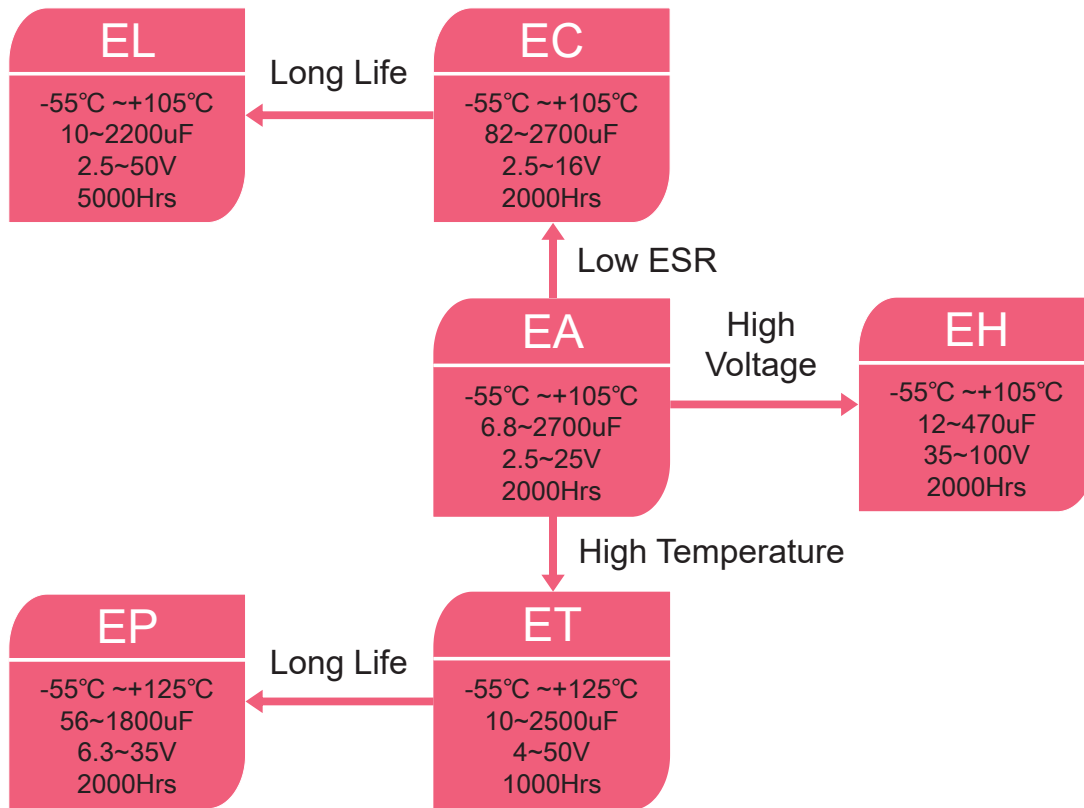 EL
-55℃ ~+105℃
10~2200uF
2.5~50V
5000Hrs
Long Life
EC
-55℃ ~+105℃
82~2700uF
2.5~16V
2000Hrs
Low ESR
EA
-55℃ ~+105℃
6.8~2700uF
2.5~25V
2000Hrs
High
Voltage
EH
-55℃ ~+105℃
12~470uF
35~100V
2000Hrs
High Temperature
EP
-55℃ ~+125℃
56~1800uF
6.3~35V
2000Hrs
Long Life
ET
-55℃ ~+125℃
10~2500uF
4~50V
1000Hrs